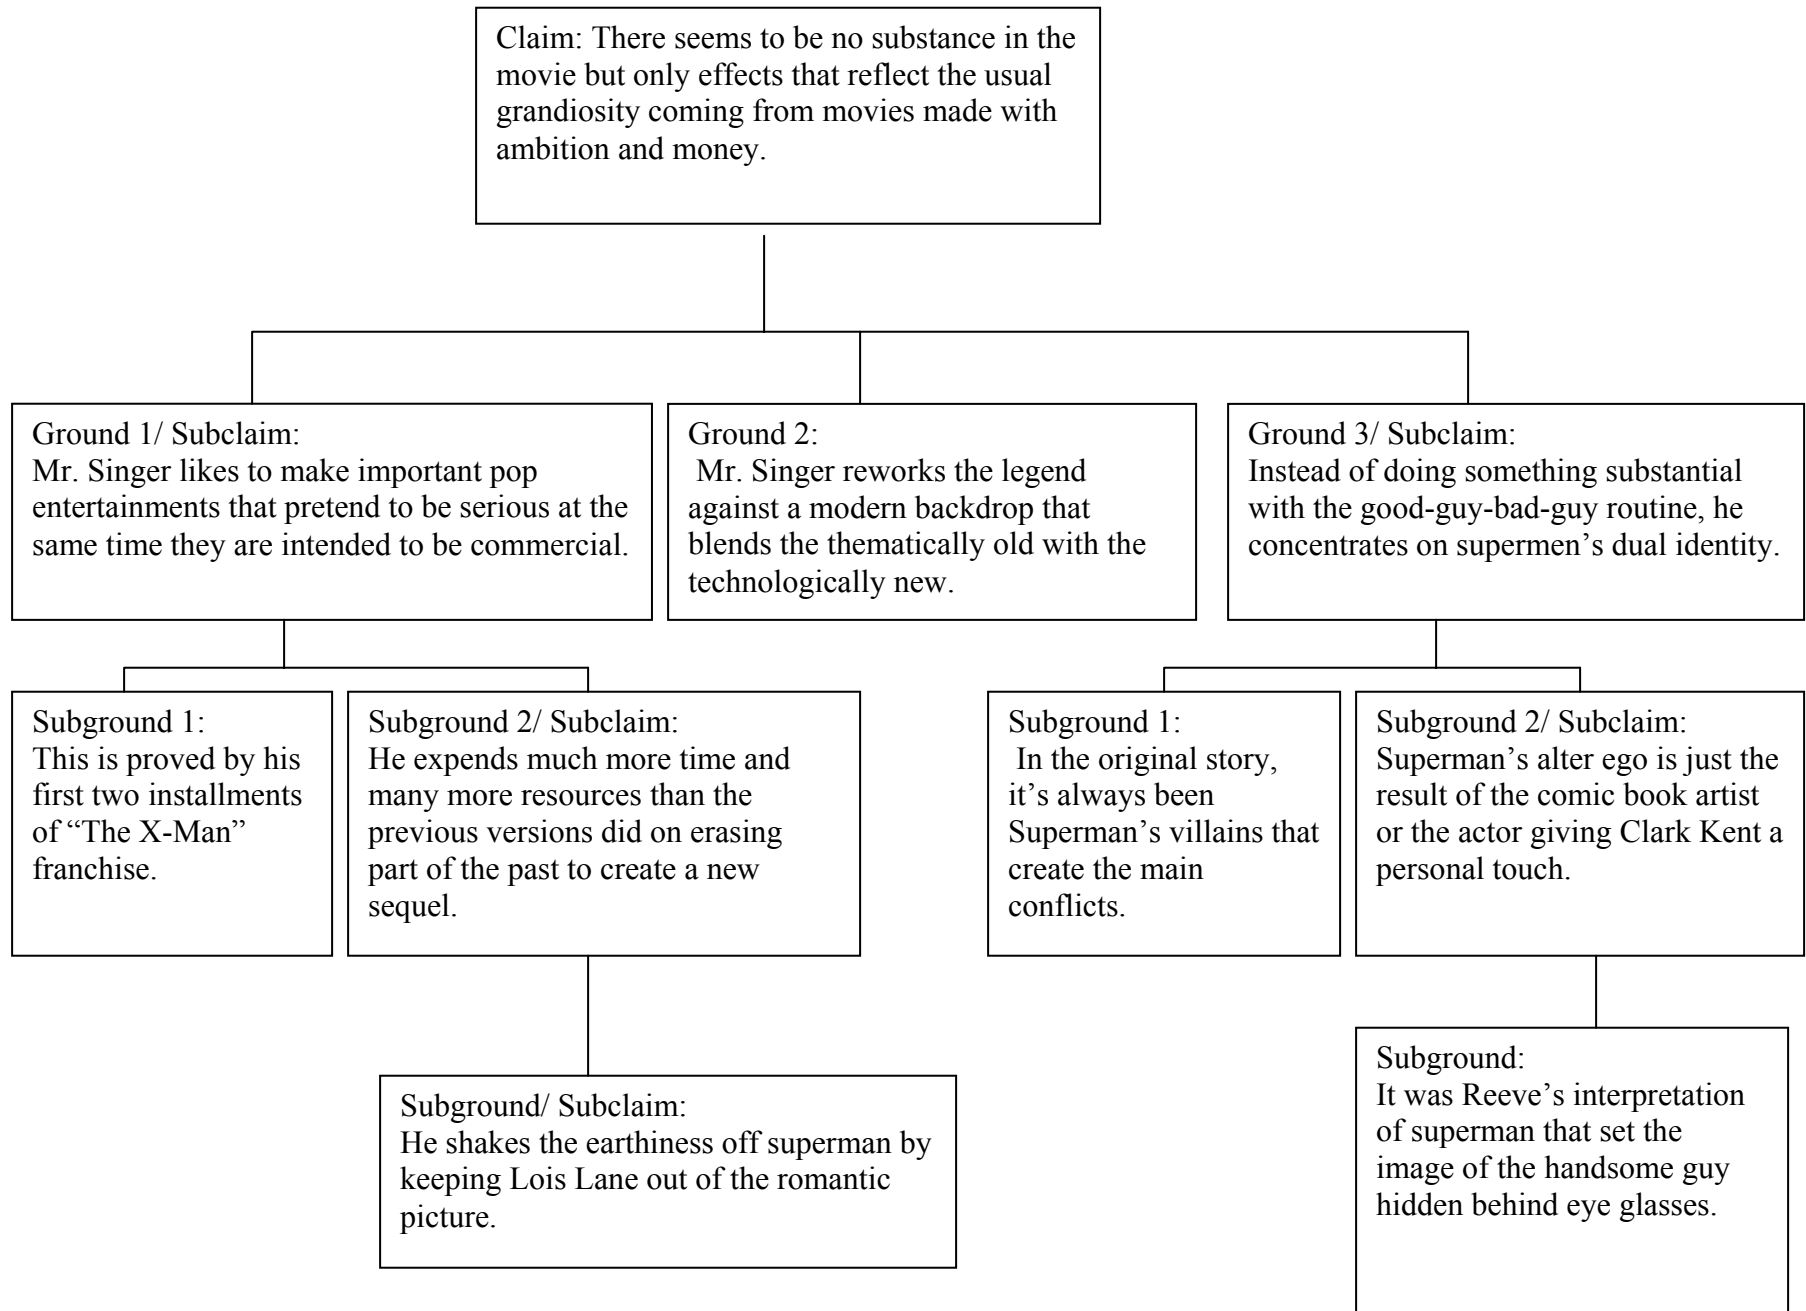 Claim: There seems to be no substance in the
movie but only effects that reflect the usual
grandiosity coming from movies made with
ambition and money.
Ground 1/ Subclaim:
Mr. Singer likes to make important pop
entertainments that pretend to be serious at the
same time they are intended to be commercial.
Ground 2:
Mr. Singer reworks the legend
against a modern backdrop that
blends the thematically old with the
technologically new.
Ground 3/ Subclaim:
Instead of doing something substantial
with the good-guy-bad-guy routine, he
concentrates on supermen’s dual identity.
Subground 1:
This is proved by his
first two installments
of “The X-Man”
franchise.
Subground 2/ Subclaim:
He expends much more time and
many more resources than the
previous versions did on erasing
part of the past to create a new
sequel.
Subground 1:
In the original story,
it’s always been
Superman’s villains that
create the main
conflicts.
Subground 2/ Subclaim:
Superman’s alter ego is just the
result of the comic book artist
or the actor giving Clark Kent a
personal touch.
Subground/ Subclaim:
He shakes the earthiness off superman by
keeping Lois Lane out of the romantic
picture.
Subground:
It was Reeve’s interpretation
of superman that set the
image of the handsome guy
hidden behind eye glasses.